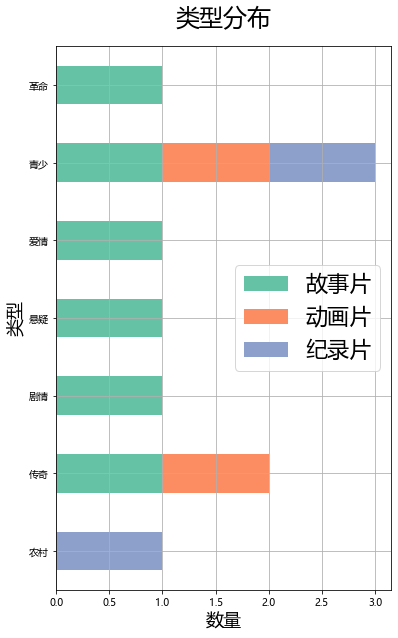 类型分布
革命
青少
爱情
悬疑
剧情
传奇
农村
类型
故事片
动画片
纪录片
0.0 0.5 1.0 1.5 2.0 2.5 3.0
数量